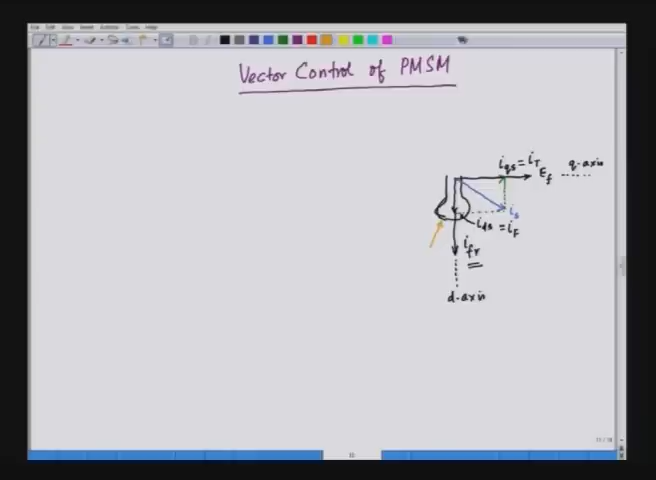 Vector Control of PMSM
iqs = iT
Ef
q-axis
is
ids = iF
ifr
d-axis